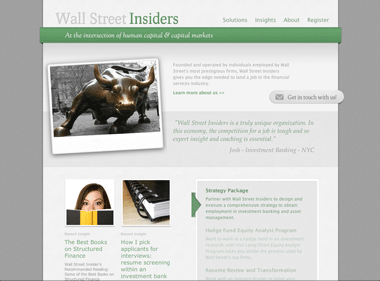 Wall Street Insiders
Solutions Insights About Register
At the intersection of human capital & capital markets
Founded and operated by individuals employed by Wall
Street's most prestigious firms, Wall Street Insiders
gives you the edge needed to land a job in the financial
services industry.
Learn more about us >>
Get in touch with us!
"Wall Street Insiders is a truly unique organization. In
this economy, the competition for a job is tough and so
expert insight and coaching is essential."
Josh - Investment Banking - NYC
Recent Insight
The Best Books
on Structured
Finance
Wall Street Insider's
Recommended Reading:
Some of the Best Books
on Structured Finance.
Recent Insight
How I pick
applicants for
interviews:
resume screening
within an
investment bank
Strategy Package
Partner with Wall Street Insiders to design and
execute a comprehensive strategy to obtain
employment in investment banking and asset
management.
Hedge Fund Equity Analyst Program
Resume Review and Transformation